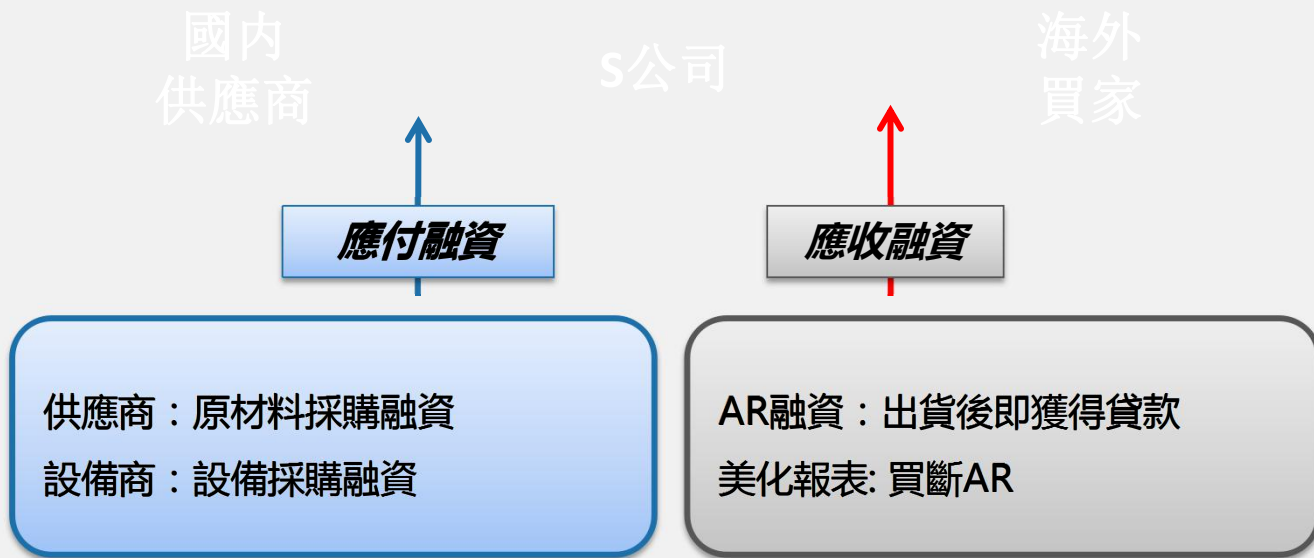 國内
供應商
S公司
海外
買家
應付融資
應收融資
供應商：原材料採購融資
設備商：設備採購融資
AR融資：出貨後即獲得貸款
美化報表: 買斷AR